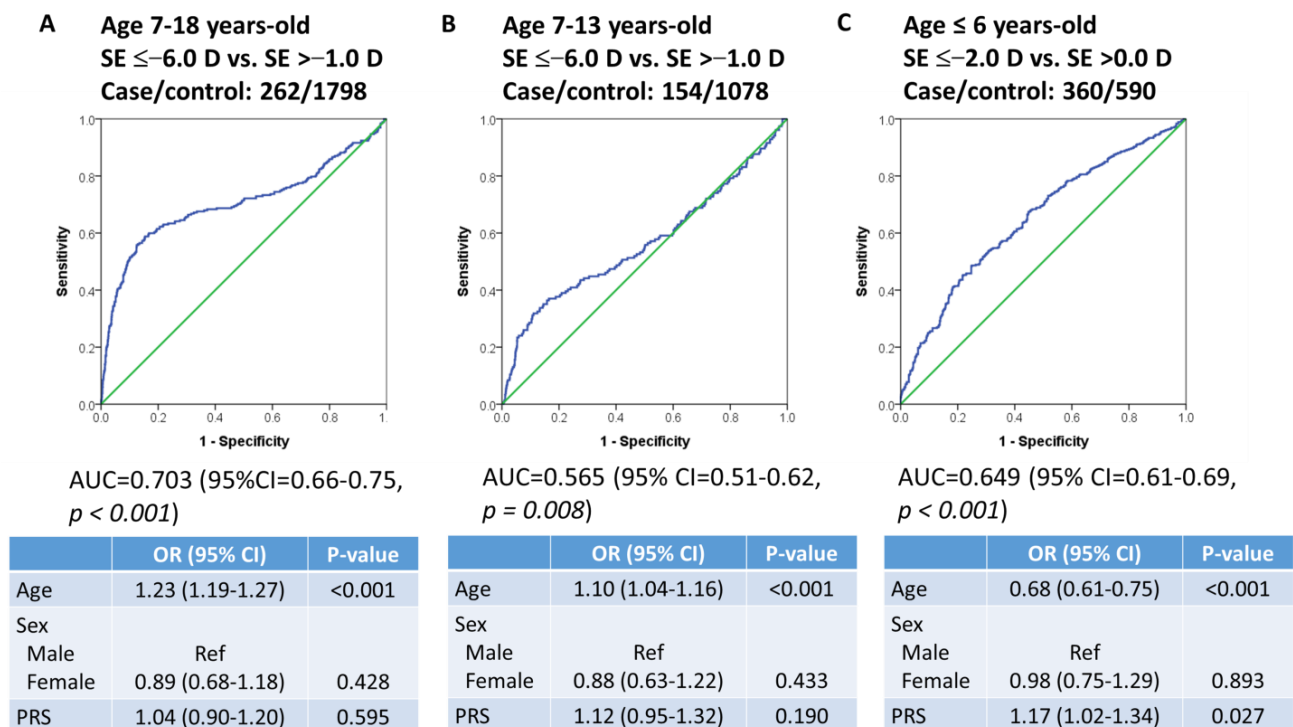 A
Age 7-18 years-old
SE ≤−6.0 D vs. SE >−1.0 D
Case/control: 262/1798
1.0
0.8
0.6
0.4
0.2
0.0
Sensitivity
0.0 0.2 0.4 0.6 0.8 1.0
1 - Specificity
AUC=0.703 (95%CI=0.66-0.75,
p < 0.001)
OR (95% CI) P-value
Age 1.23 (1.19-1.27) <0.001
Sex
Male Ref
Female 0.89 (0.68-1.18) 0.428
PRS 1.04 (0.90-1.20) 0.595
B
Age 7-13 years-old
SE ≤−6.0 D vs. SE >−1.0 D
Case/control: 154/1078
1.0
0.8
0.6
0.4
0.2
0.0
Sensitivity
0.0 0.2 0.4 0.6 0.8 1.0
1 - Specificity
AUC=0.565 (95% CI=0.51-0.62,
p = 0.008)
OR (95% CI) P-value
Age 1.10 (1.04-1.16) <0.001
Sex
Male Ref
Female 0.88 (0.63-1.22) 0.433
PRS 1.12 (0.95-1.32) 0.190
C
Age ≤ 6 years-old
SE ≤−2.0 D vs. SE >0.0 D
Case/control: 360/590
1.0
0.8
0.6
0.4
0.2
0.0
Sensitivity
0.0 0.2 0.4 0.6 0.8 1.0
1 - Specificity
AUC=0.649 (95% CI=0.61-0.69,
p < 0.001)
OR (95% CI) P-value
Age 0.68 (0.61-0.75) <0.001
Sex
Male Ref
Female 0.98 (0.75-1.29) 0.893
PRS 1.17 (1.02-1.34) 0.027